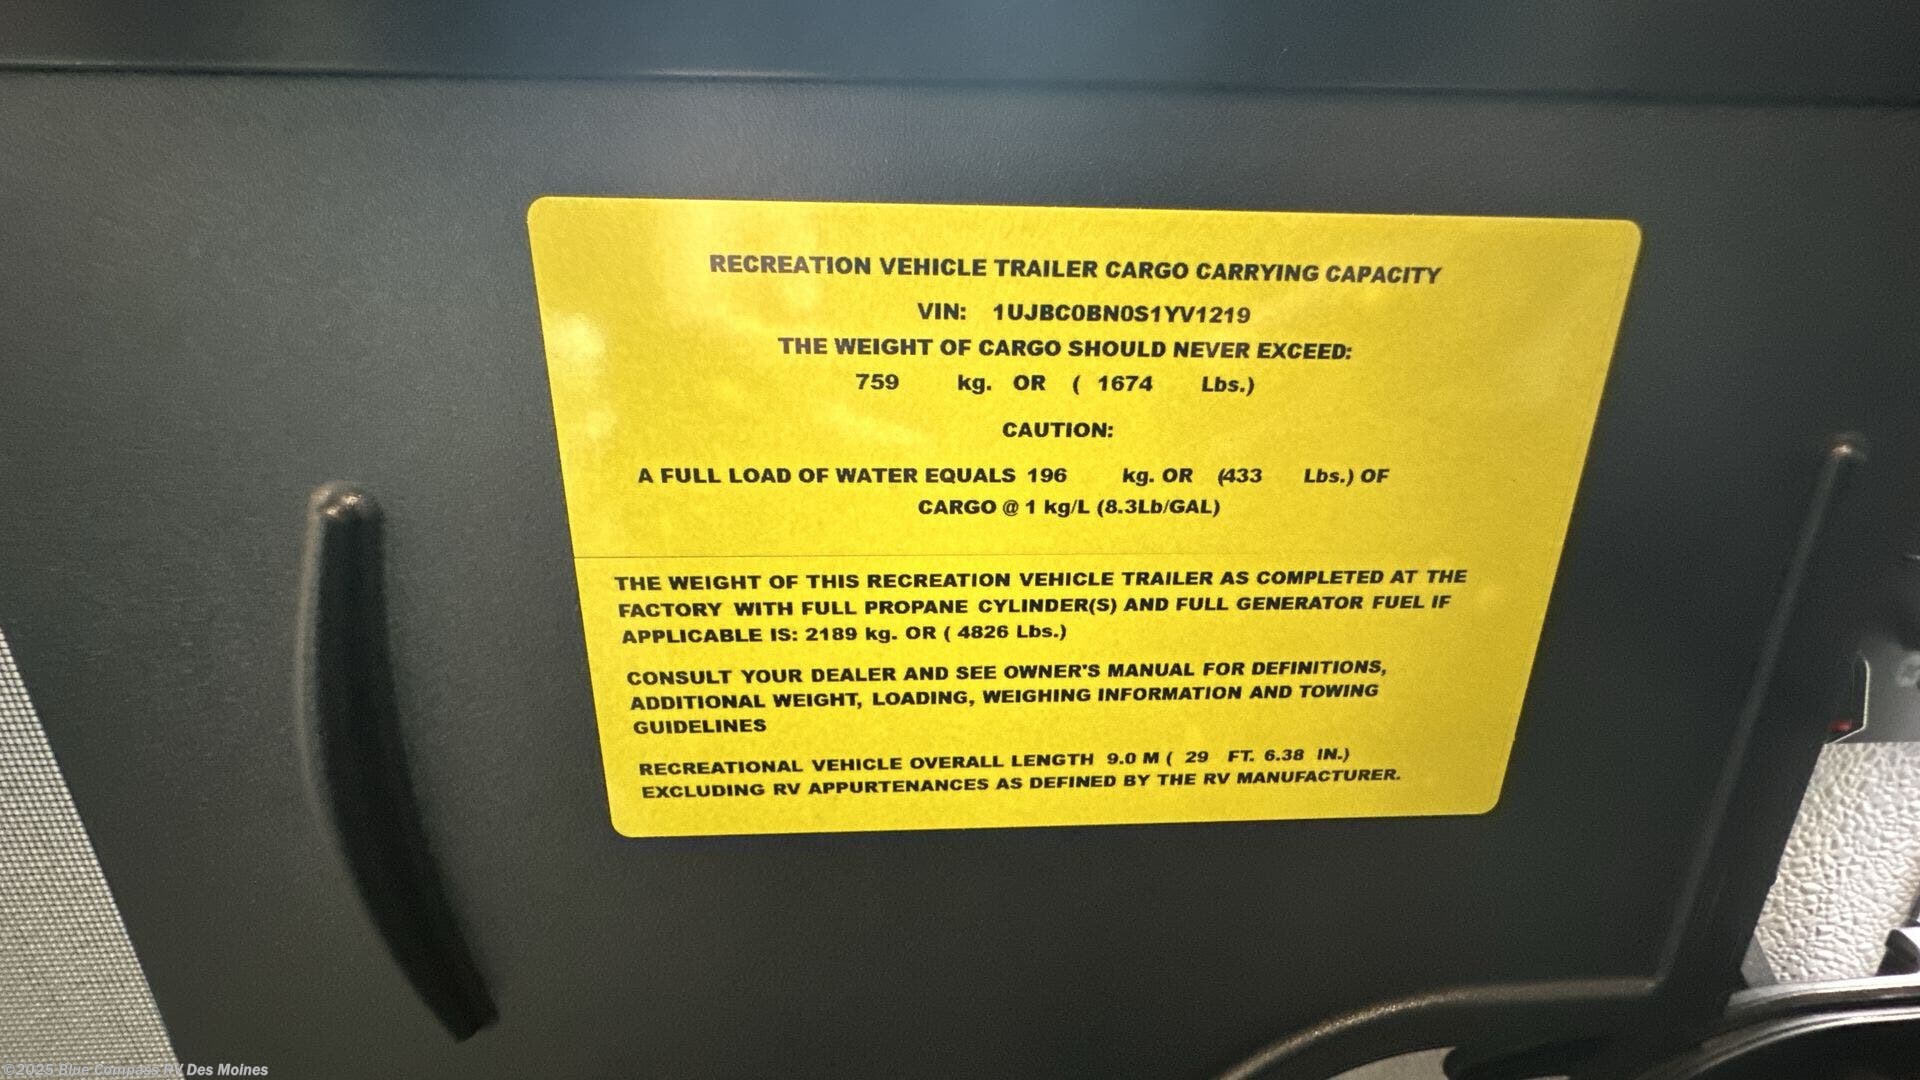 RECREATION VEHICLE TRAILER CARGO CARRYING CAPACITY
VIN: 1UJBC0BN0S1YV1219
THE WEIGHT OF CARGO SHOULD NEVER EXCEED:
759 kg. OR ( 1674 Lbs.)
CAUTION:
A FULL LOAD OF WATER EQUALS 196 kg. OR (433 Lbs.) OF
CARGO @ 1 kg/L (8.3Lb/GAL)
THE WEIGHT OF THIS RECREATION VEHICLE TRAILER AS COMPLETED AT THE
FACTORY WITH FULL PROPANE CYLINDER(S) AND FULL GENERATOR FUEL IF
APPLICABLE IS: 2189 kg. OR ( 4826 Lbs.)
CONSULT YOUR DEALER AND SEE OWNER'S MANUAL FOR DEFINITIONS,
ADDITIONAL WEIGHT, LOADING, WEIGHING INFORMATION AND TOWING
GUIDELINES
RECREATIONAL VEHICLE OVERALL LENGTH 9.0 M ( 29 FT. 6.38 IN.)
EXCLUDING RV APPURTENANCES AS DEFINED BY THE RV MANUFACTURER.
©2025 Blue Compass RV Des Moines